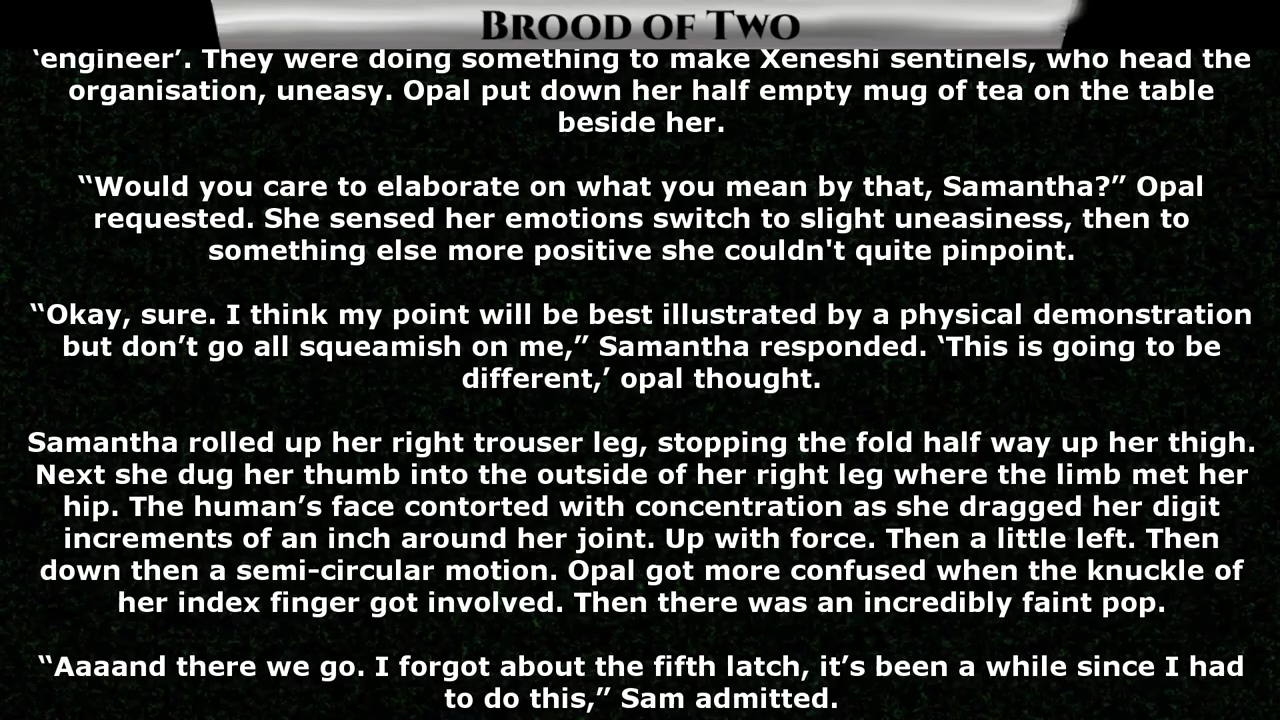 Brood of Two
‘engineer’. They were doing something to make Xeneshi sentinels, who head the
organisation, uneasy. Opal put down her half empty mug of tea on the table
beside her.
“Would you care to elaborate on what you mean by that, Samantha?” Opal
requested. She sensed her emotions switch to slight uneasiness, then to
something else more positive she couldn't quite pinpoint.
“Okay, sure. I think my point will be best illustrated by a physical demonstration
but don’t go all squeamish on me,” Samantha responded. ‘This is going to be
different,’ opal thought.
Samantha rolled up her right trouser leg, stopping the fold half way up her thigh.
Next she dug her thumb into the outside of her right leg where the limb met her
hip. The human’s face contorted with concentration as she dragged her digit
increments of an inch around her joint. Up with force. Then a little left. Then
down then a semi-circular motion. Opal got more confused when the knuckle of
her index finger got involved. Then there was an incredibly faint pop.
“Aaaand there we go. I forgot about the fifth latch, it’s been a while since I had
to do this,” Sam admitted.